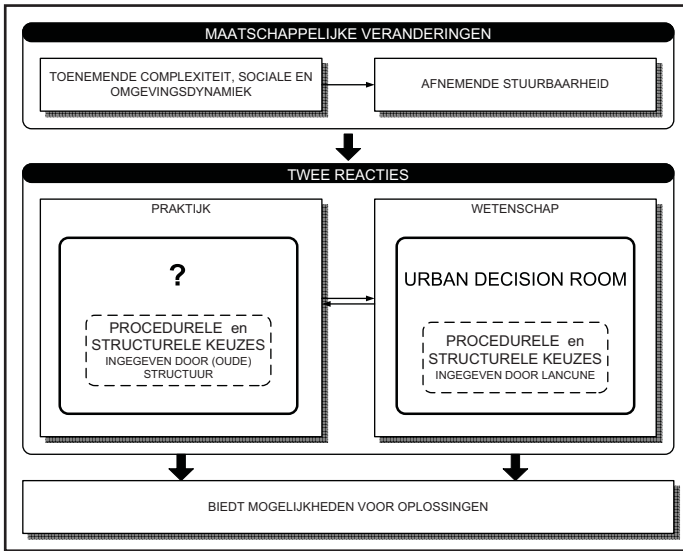 MAATSCHAPPELIJKE VERANDERINGEN
TOENEMENDE COMPLEXITEIT, SOCIALE EN
OMGEVINGSDYNAMIEK
AFNEMENDE STUURBAARHEID
TWEE REACTIES
PRAKTIJK
?
PROCEDURELE en
STRUCTURELE KEUZES
INGEGEVEN DOOR (OUDE)
STRUCTUUR
WETENSCHAP
URBAN DECISION ROOM
PROCEDURELE en
STRUCTURELE KEUZES
INGEGEVEN DOOR LANCUNE
BIEDT MOGELIJKHEDEN VOOR OPLOSSINGEN